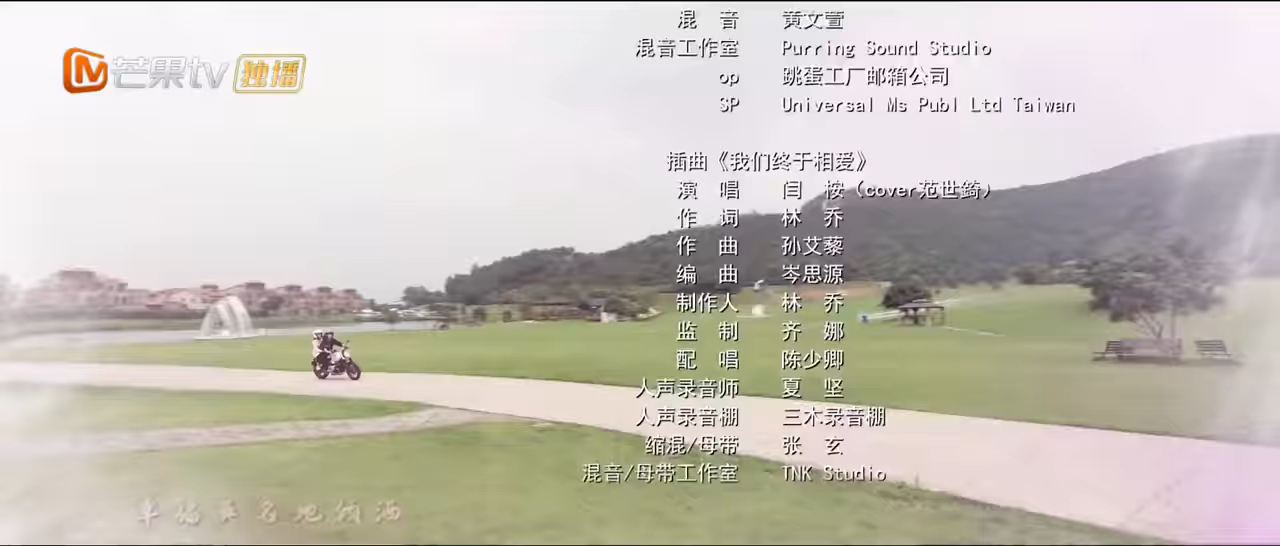 混 音 黄文萱
芒果tv 独播
混音工作室 Purring Sound Studio
op 跳蛋工厂邮箱公司
SP Universal Ms Publ Ltd Taiwan
插曲《我们终于相爱》
演 唱 闫 桉（cover范世錡）
作 词 林 乔
作 曲 孙艾藜
编 曲 岑思源
制作人 林 乔
监 制 齐 娜
配 唱 陈少卿
人声录音师 夏 坚
人声录音棚 三木录音棚
缩混/母带 张 玄
混音/母带工作室 TNK Studio